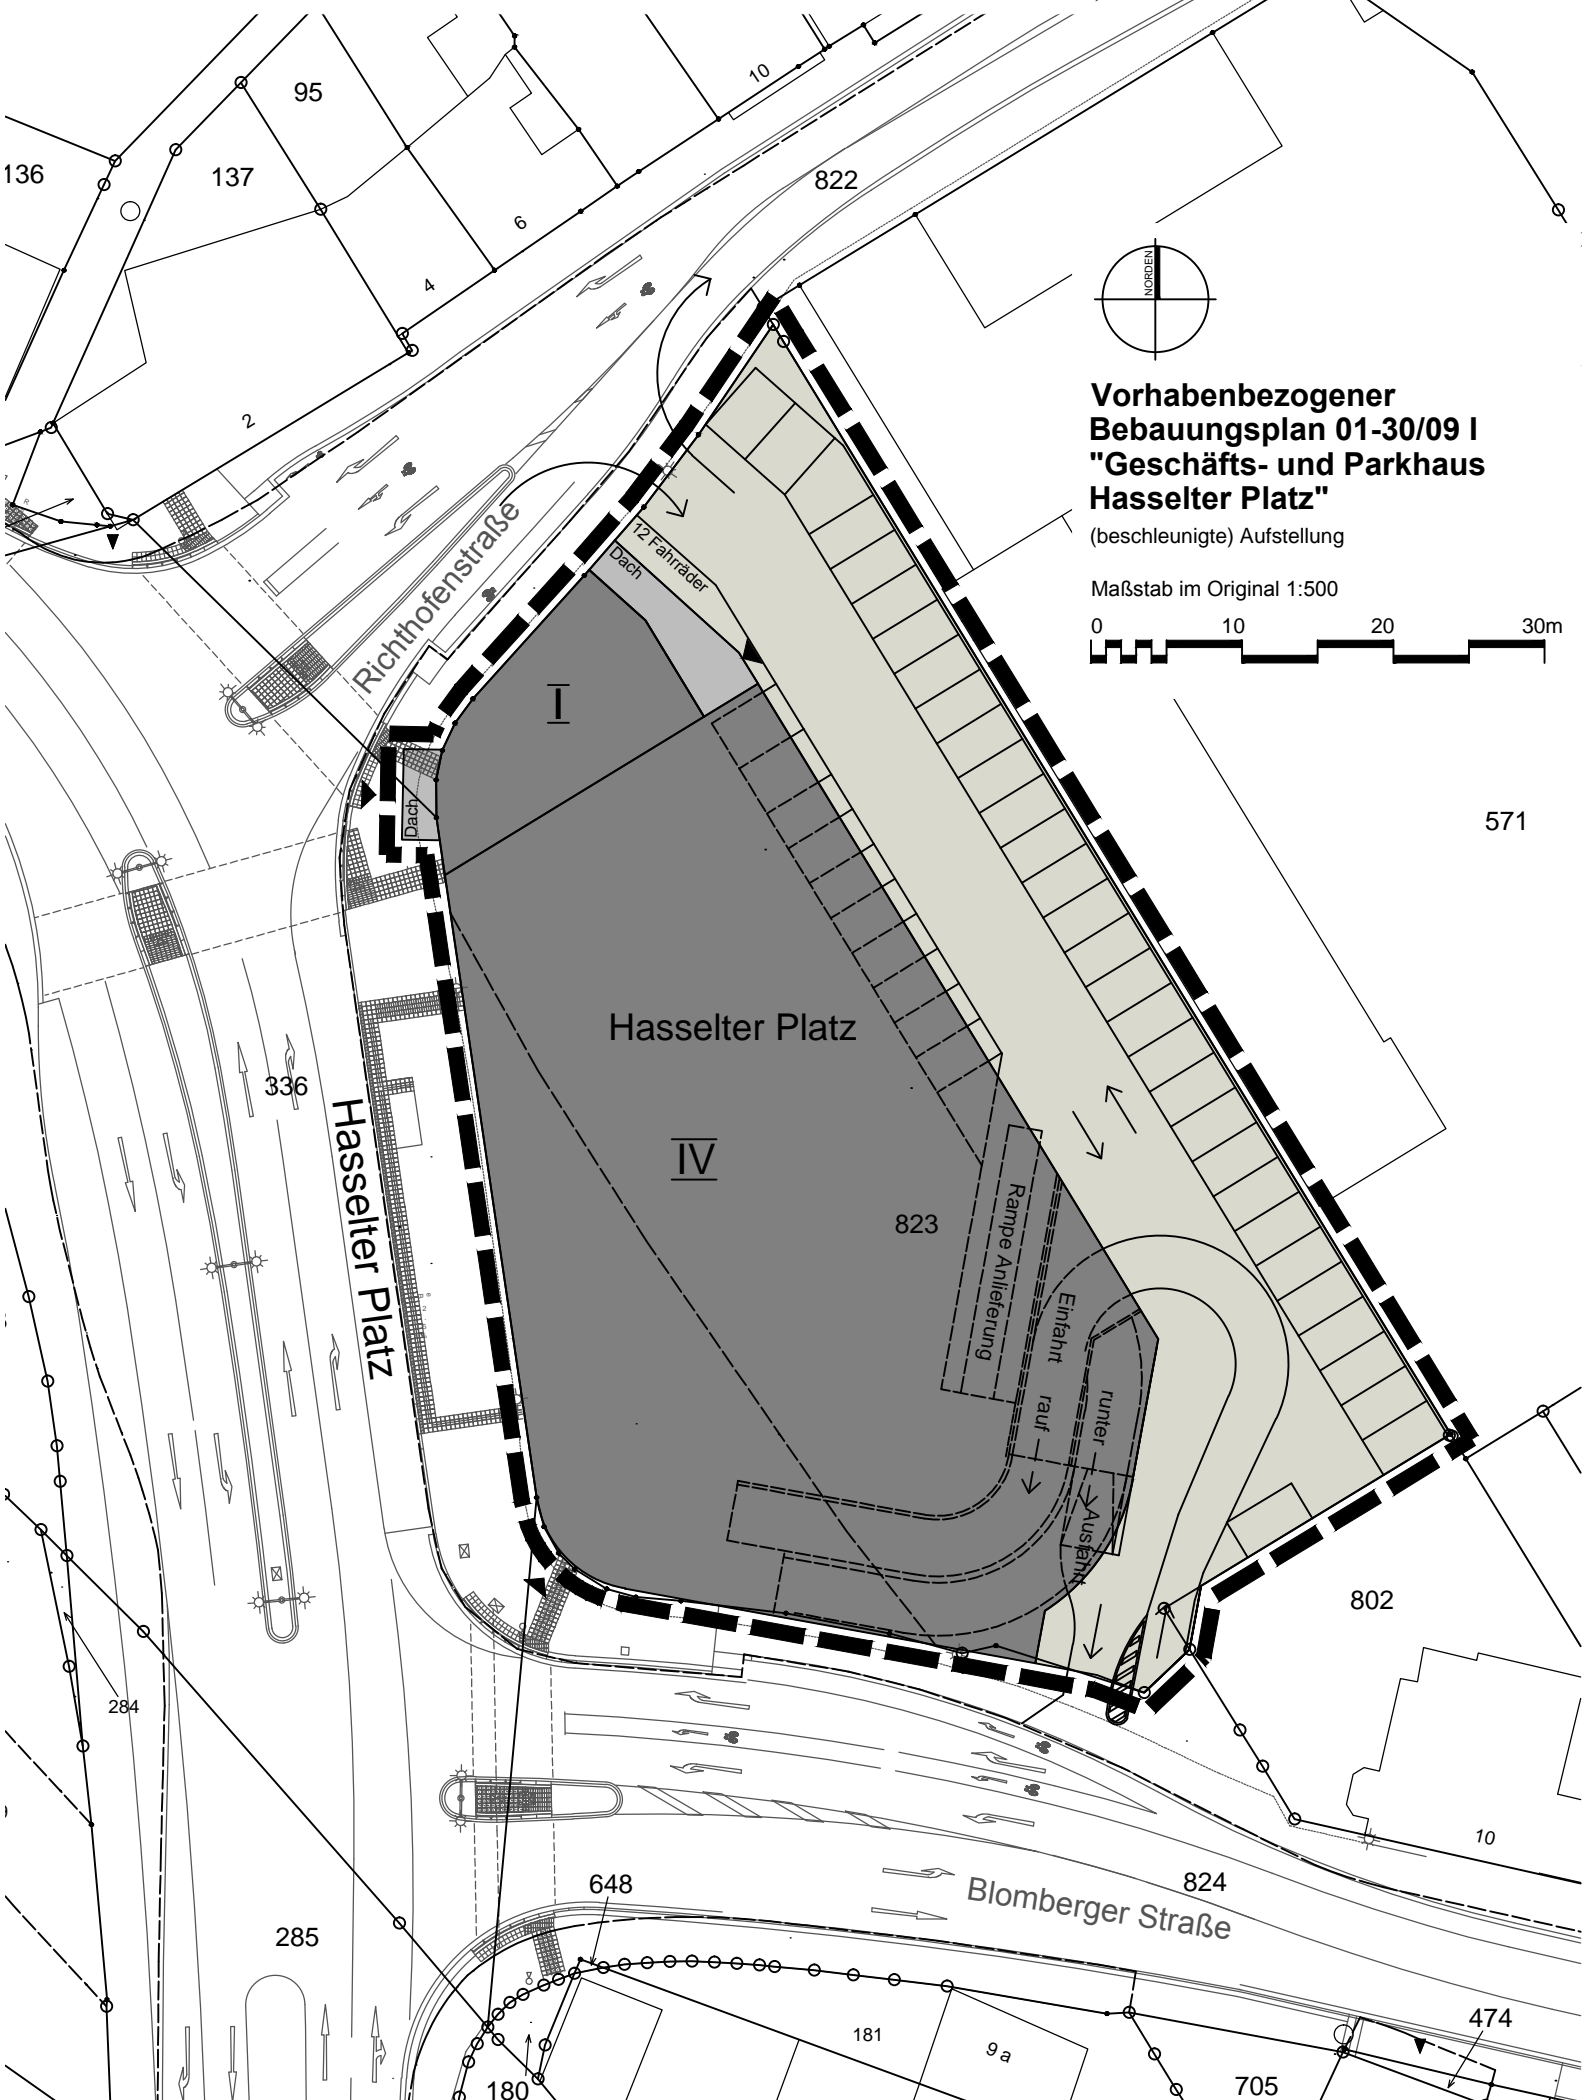 95
10
136
137
822
6
4
2
NORDEN
Vorhabenbezogener
Bebauungsplan 01-30/09 I
"Geschäfts- und Parkhaus
Hasselter Platz"
(beschleunigte) Aufstellung
Maßstab im Original 1:500
0 10 20 30m
Richthofenstraße
12 Fahrräder
Dach
I
Dach
571
Hasselter Platz
336
Hasselter Platz
IV
823
Rampe Anlieferung
Einfahrt
rauf
runter
Ausfahrt
802
284
10
824
Blomberger Straße
648
285
181
9 a
474
180
705